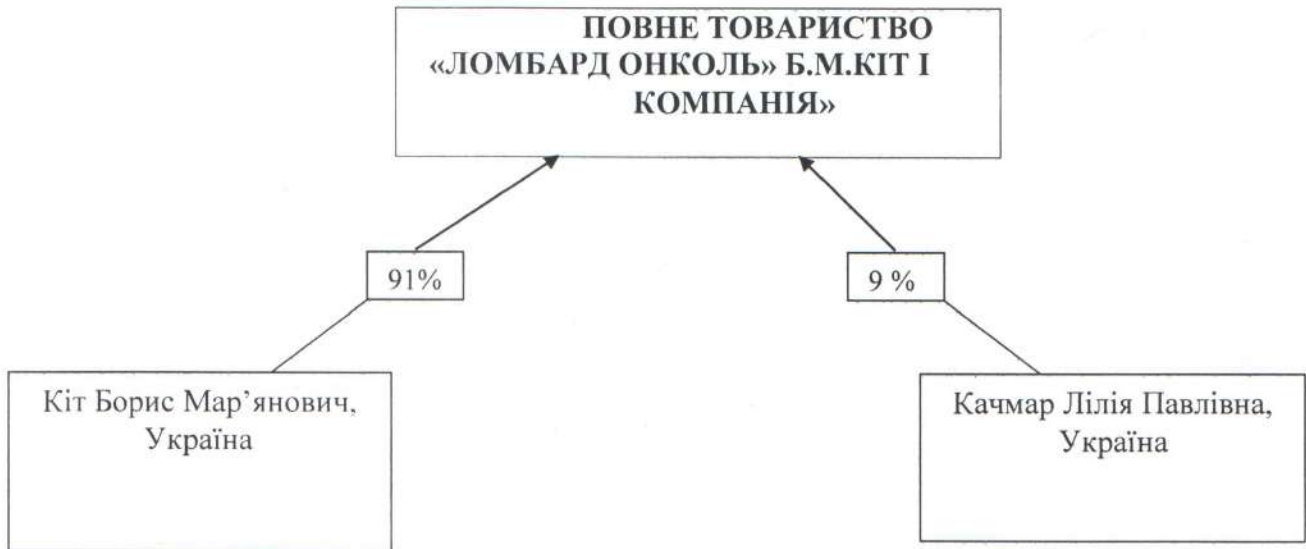 ПОВНЕ ТОВАРИСТВО
«ЛОМБАРД ОНКОЛЬ» Б.М.КІТ І
КОМПАНІЯ»
91%
9 %
Кіт Борис Мар’янович,
Україна
Качмар Лілія Павлівна,
Україна